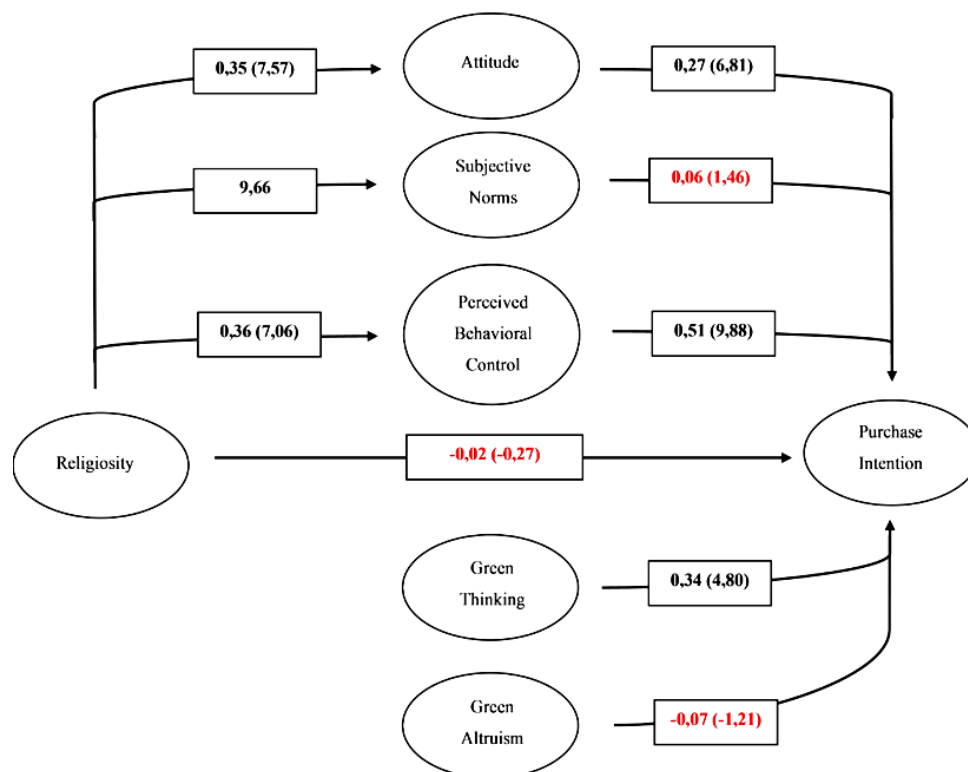 0,35 (7,57)
Attitude
0,27 (6,81)
9,66
Subjective
Norms
0,06 (1,46)
0,36 (7,06)
Perceived
Behavioral
Control
0,51 (9,88)
Religiosity
-0,02 (-0,27)
Purchase
Intention
Green
Thinking
0,34 (4,80)
Green
Altruism
-0,07 (-1,21)